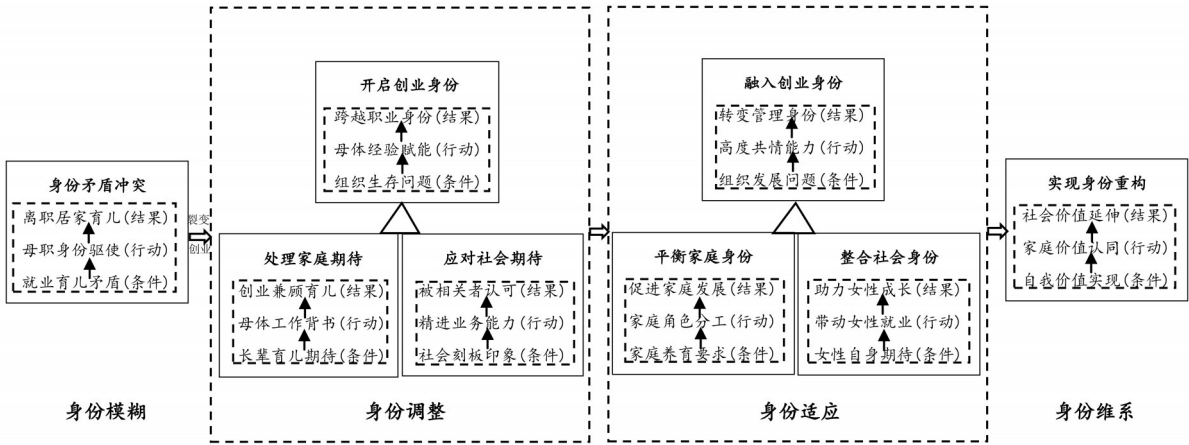 身份矛盾冲突
离职居家育儿(结果)
母职身份驱使(行动)
就业育儿矛盾(条件)
身份模糊
裂变
创业
开启创业身份
跨越职业身份(结果)
母体经验赋能(行动)
组织生存问题(条件)
处理家庭期待
创业兼顾育儿(结果)
母体工作背书(行动)
长辈育儿期待(条件)
应对社会期待
被相关者认可(结果)
精进业务能力(行动)
社会刻板印象(条件)
身份调整
融入创业身份
转变管理身份(结果)
高度共情能力(行动)
组织发展问题(条件)
平衡家庭身份
促进家庭发展(结果)
家庭角色分工(行动)
家庭养育要求(条件)
整合社会身份
助力女性成长(结果)
带动女性就业(行动)
女性自身期待(条件)
身份适应
实现身份重构
社会价值延伸(结果)
家庭价值认同(行动)
自我价值实现(条件)
身份维系